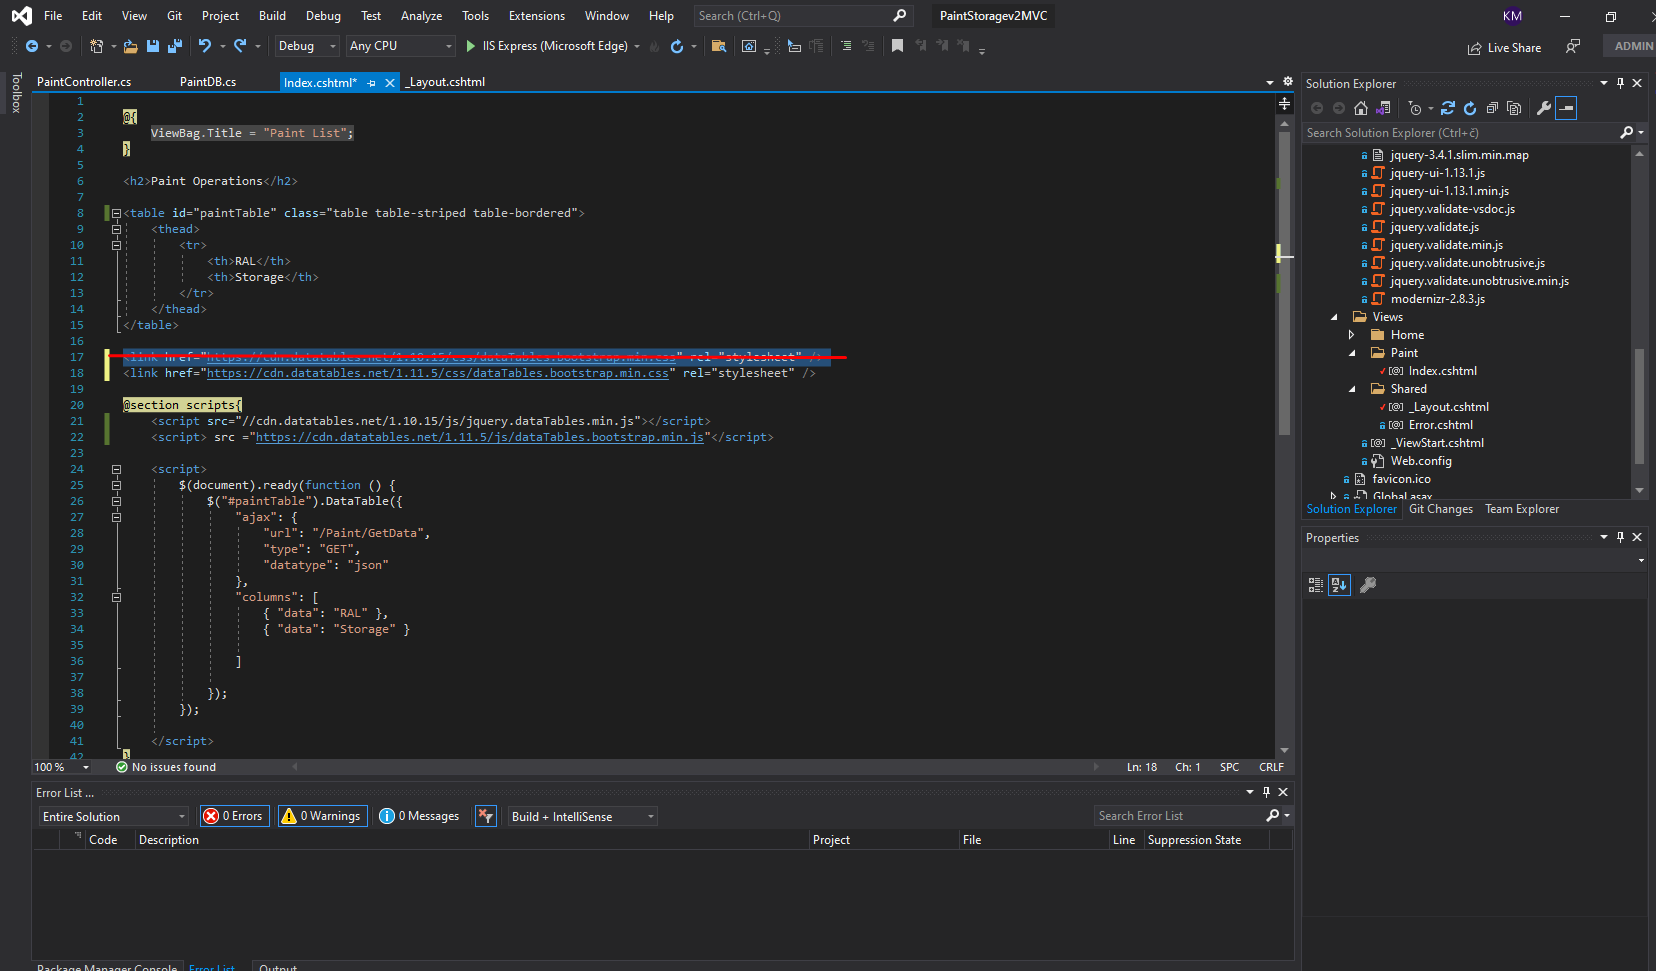 File Edit View Git Project Build Debug Test Analyze Tools Extensions Window Help Search (Ctrl+Q) PaintStoragev2MVC KM
Debug Any CPU IIS Express (Microsoft Edge) Live Share ADMIN
Toolbox
PaintController.cs PaintDB.cs Index.cshtml* _Layout.cshtml
1
2 @{
3 ViewBag.Title = "Paint List";
4 }
5
6 <h2>Paint Operations</h2>
7
8 <table id="paintTable" class="table table-striped table-bordered">
9 <thead>
10 <tr>
11 <th>RAL</th>
12 <th>Storage</th>
13 </tr>
14 </thead>
15 </table>
16
17 <link href="https://cdn.datatables.net/1.10.15/css/dataTables.bootstrap.min.css" rel="stylesheet" />
18 <link href="https://cdn.datatables.net/1.11.5/css/dataTables.bootstrap.min.css" rel="stylesheet" />
19
20 @section scripts{
21 <script src="//cdn.datatables.net/1.10.15/js/jquery.dataTables.min.js"></script>
22 <script> src ="https://cdn.datatables.net/1.11.5/js/dataTables.bootstrap.min.js"</script>
23
24 <script>
25 $(document).ready(function () {
26 $("#paintTable").DataTable({
27 "ajax": {
28 "url": "/Paint/GetData",
29 "type": "GET",
30 "datatype": "json"
31 },
32 "columns": [
33 { "data": "RAL" },
34 { "data": "Storage" }
35
36 ]
37
38 });
39 });
40
41 </script>
42 }
100 % No issues found Ln: 18 Ch: 1 SPC CRLF
Error List ...
Entire Solution 0 Errors 0 Warnings 0 Messages Build + IntelliSense Search Error List
Code Description Project File Line Suppression State
Package Manager Console Error List Output
Solution Explorer
Search Solution Explorer (Ctrl+č)
jquery-3.4.1.slim.min.map
jquery-ui-1.13.1.js
jquery-ui-1.13.1.min.js
jquery.validate-vsdoc.js
jquery.validate.js
jquery.validate.min.js
jquery.validate.unobtrusive.js
jquery.validate.unobtrusive.min.js
modernizr-2.8.3.js
Views
Home
Paint
Index.cshtml
Shared
_Layout.cshtml
Error.cshtml
_ViewStart.cshtml
Web.config
favicon.ico
Global.asax
Solution Explorer Git Changes Team Explorer
Properties